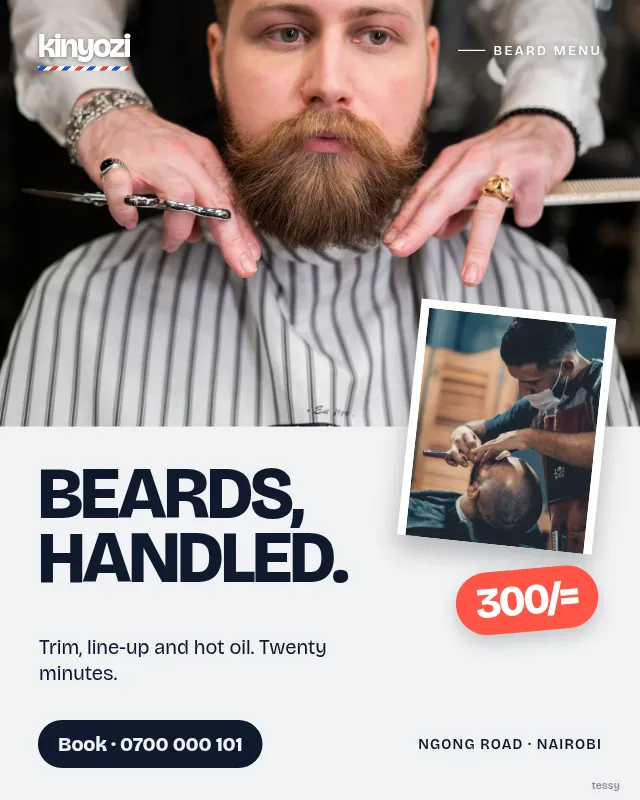 kinyozi
BEARD MENU
BEARDS,
HANDLED.
300/=
Trim, line-up and hot oil. Twenty
minutes.
Book · 0700 000 101
NGONG ROAD · NAIROBI
tessy